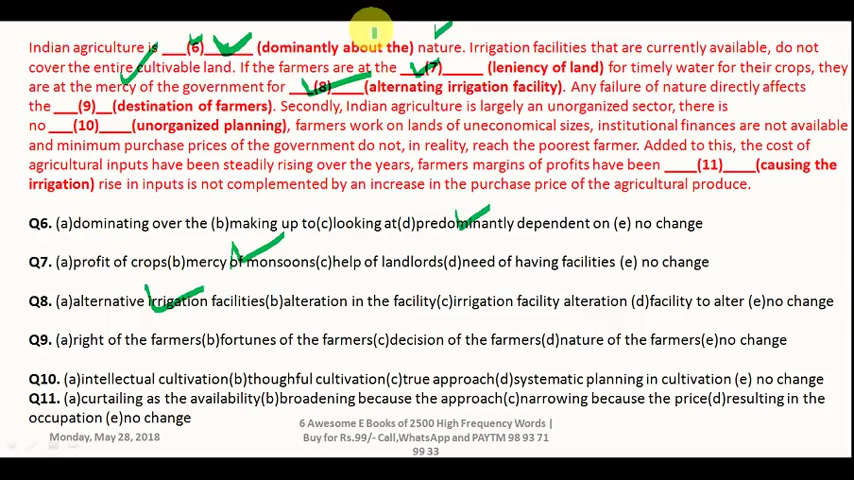 Indian agriculture is ___(6)_______ (dominantly about the) nature. Irrigation facilities that are currently available, do not
cover the entire cultivable land. If the farmers are at the ___(7)_____ (leniency of land) for timely water for their crops, they
are at the mercy of the government for ____(8)____(alternating irrigation facility). Any failure of nature directly affects
the ___(9)__(destination of farmers). Secondly, Indian agriculture is largely an unorganized sector, there is
no ___(10)____(unorganized planning), farmers work on lands of uneconomical sizes, institutional finances are not available
and minimum purchase prices of the government do not, in reality, reach the poorest farmer. Added to this, the cost of
agricultural inputs have been steadily rising over the years, farmers margins of profits have been ____(11)____(causing the
irrigation) rise in inputs is not complemented by an increase in the purchase price of the agricultural produce.
Q6. (a)dominating over the (b)making up to(c)looking at(d)predominantly dependent on (e) no change
Q7. (a)profit of crops(b)mercy of monsoons(c)help of landlords(d)need of having facilities (e) no change
Q8. (a)alternative irrigation facilities(b)alteration in the facility(c)irrigation facility alteration (d)facility to alter (e)no change
Q9. (a)right of the farmers(b)fortunes of the farmers(c)decision of the farmers(d)nature of the farmers(e)no change
Q10. (a)intellectual cultivation(b)thoughful cultivation(c)true approach(d)systematic planning in cultivation (e) no change
Q11. (a)curtailing as the availability(b)broadening because the approach(c)narrowing because the price(d)resulting in the
occupation (e)no change
Monday, May 28, 2018
6 Awesome E Books of 2500 High Frequency Words |
Buy for Rs.99/- Call,WhatsApp and PAYTM 98 93 71
99 33